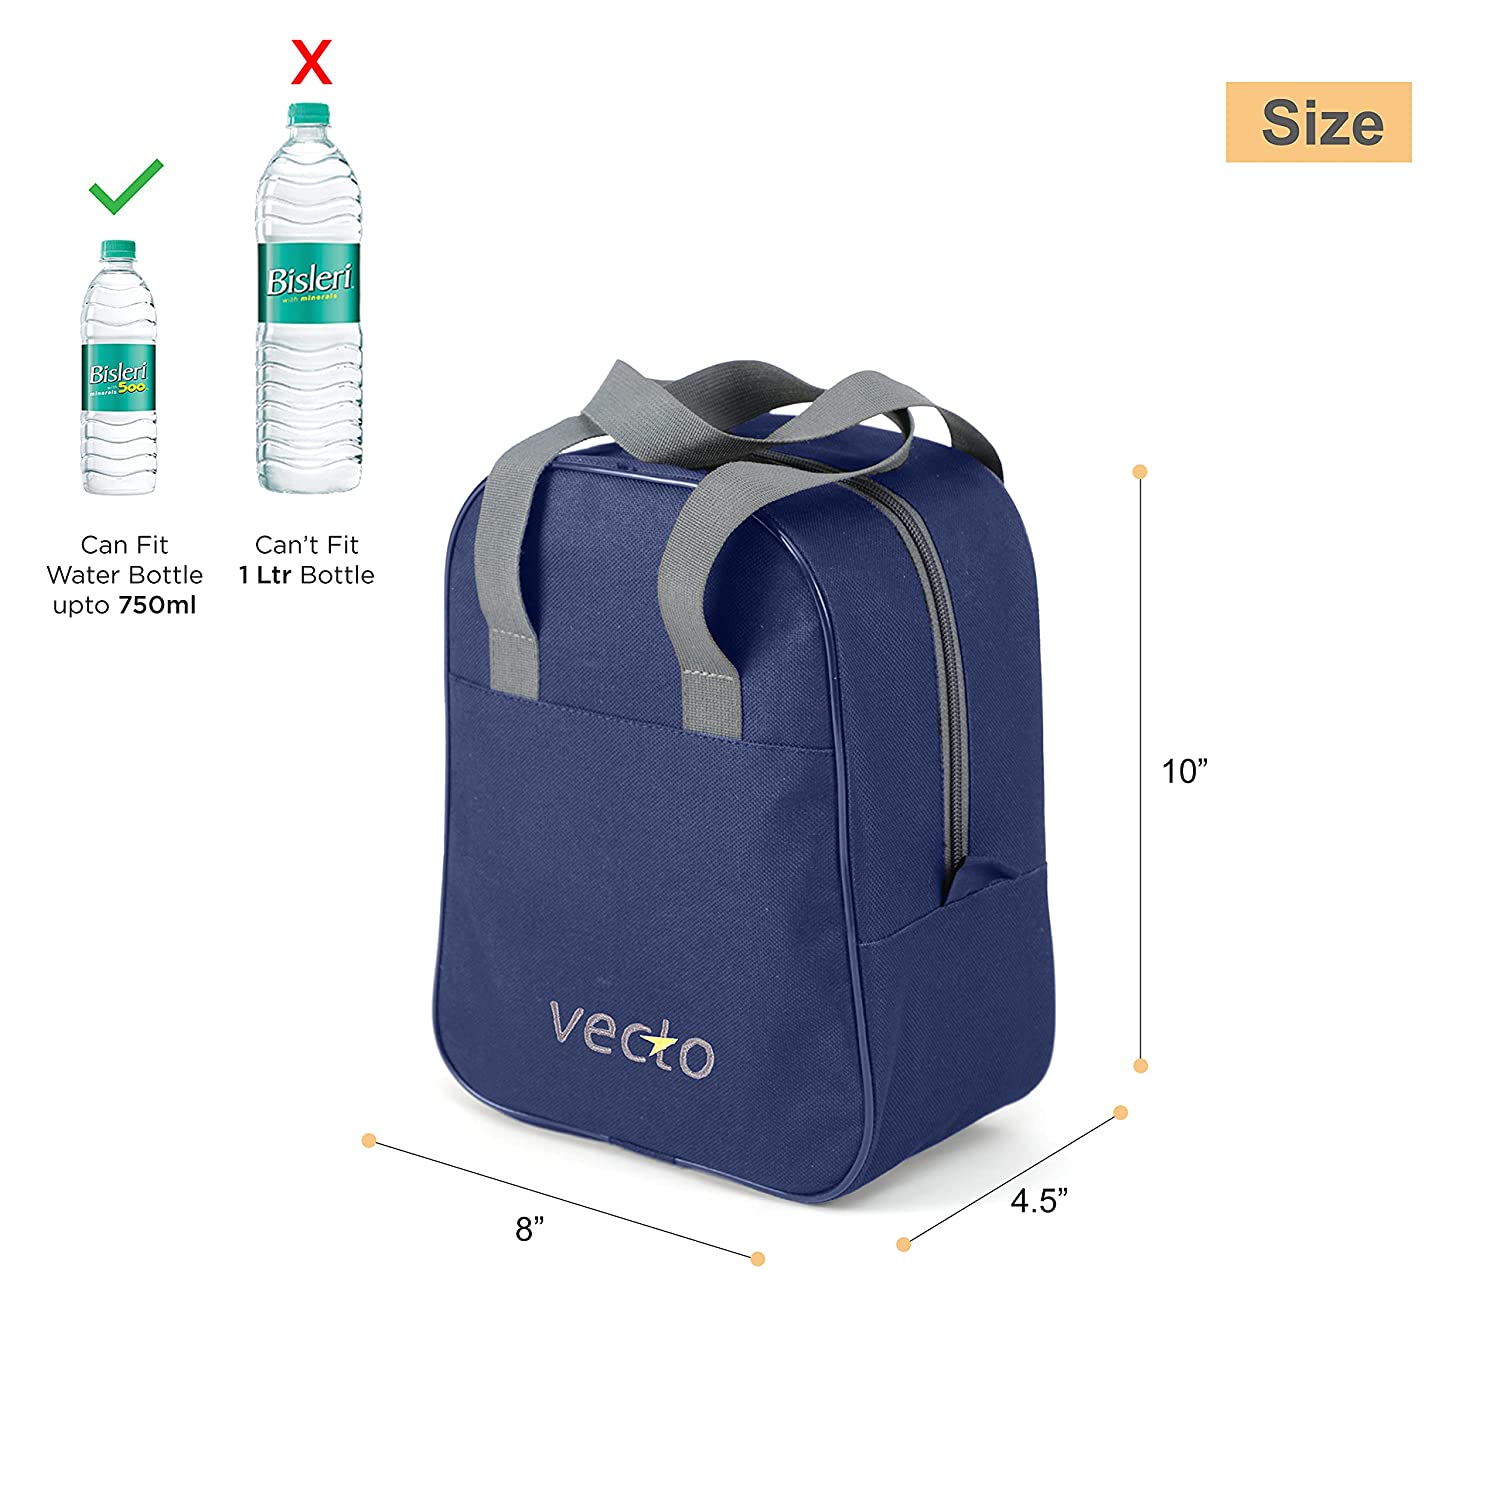 X
Size
Bisleri
with minerals
Bisleri
with 500
minerals
Can Fit
Water Bottle
upto 750ml
Can’t Fit
1 Ltr Bottle
10”
vecto
4.5”
8”